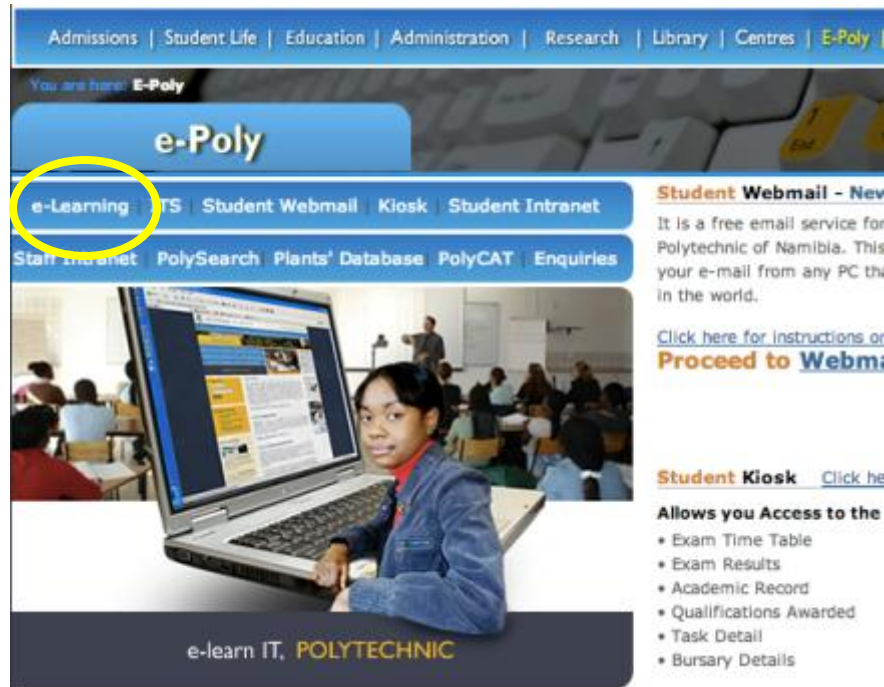 Admissions | Student Life | Education | Administration | Research | Library | Centres | E-Poly |
You are here: E-Poly
End
e-Poly
e-Learning | ITS | Student Webmail | Kiosk | Student Intranet
Staff Intranet | PolySearch | Plants' Database | PolyCAT | Enquiries
Student Webmail - New
It is a free email service for
Polytechnic of Namibia. This
your e-mail from any PC tha
in the world.
Click here for instructions on
Proceed to Webma
Student Kiosk Click he
Allows you Access to the
• Exam Time Table
• Exam Results
• Academic Record
• Qualifications Awarded
• Task Detail
• Bursary Details
e-learn IT, POLYTECHNIC